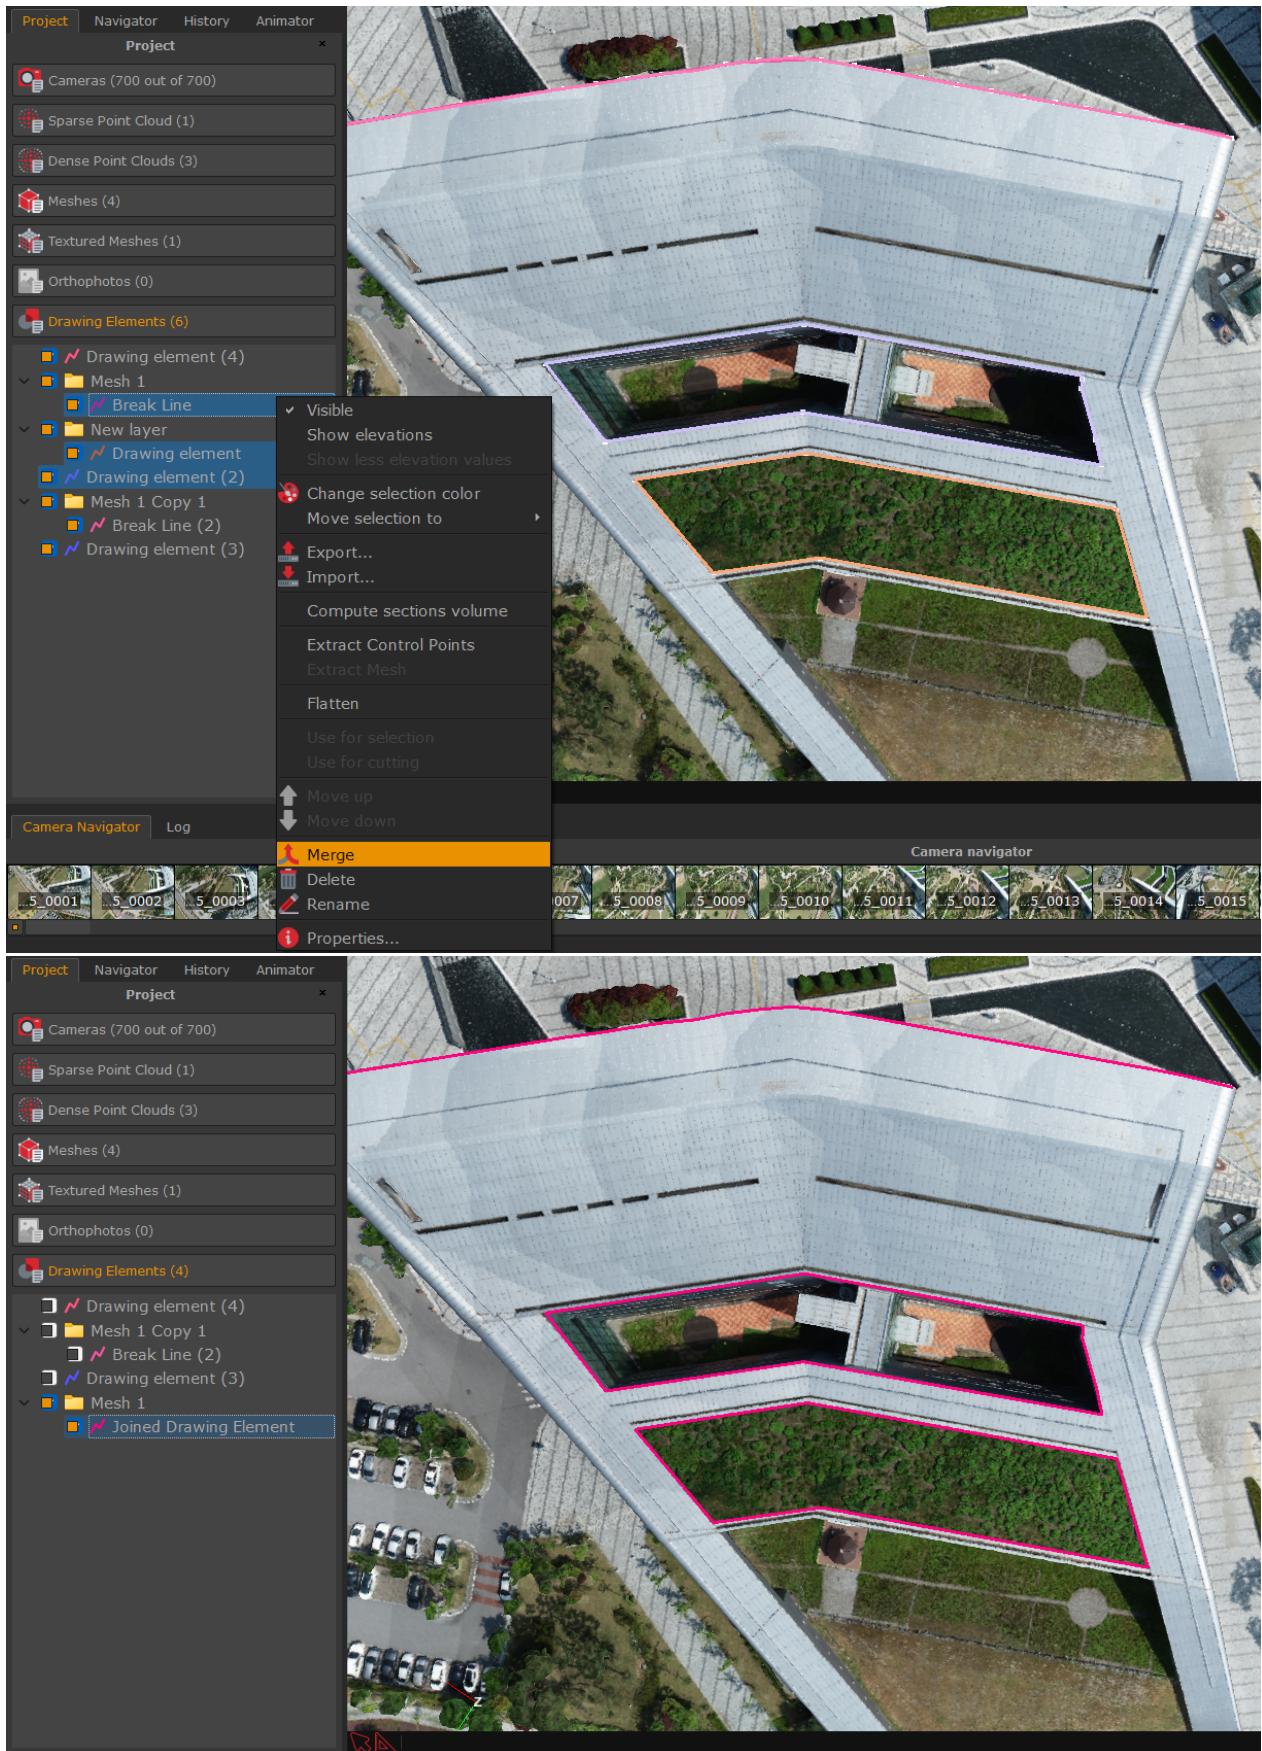 Project Navigator History Animator
Project ×
Cameras (700 out of 700)
Sparse Point Cloud (1)
Dense Point Clouds (3)
Meshes (4)
Textured Meshes (1)
Orthophotos (0)
Drawing Elements (6)
Drawing element (4)
Mesh 1
Break Line
New layer
Drawing element
Drawing element (2)
Mesh 1 Copy 1
Break Line (2)
Drawing element (3)
Visible
Show elevations
Show less elevation values
Change selection color
Move selection to
Export...
Import...
Compute sections volume
Extract Control Points
Extract Mesh
Flatten
Use for selection
Use for cutting
Move up
Move down
Merge
Delete
Rename
Properties...
Camera Navigator Log
Camera navigator
...5_0001 ...5_0002 ...5_0003 007 ...5_0008 ...5_0009 ...5_0010 ...5_0011 ...5_0012 ...5_0013 ...5_0014 ...5_0015
Project Navigator History Animator
Project ×
Cameras (700 out of 700)
Sparse Point Cloud (1)
Dense Point Clouds (3)
Meshes (4)
Textured Meshes (1)
Orthophotos (0)
Drawing Elements (4)
Drawing element (4)
Mesh 1 Copy 1
Break Line (2)
Drawing element (3)
Mesh 1
Joined Drawing Element
Z